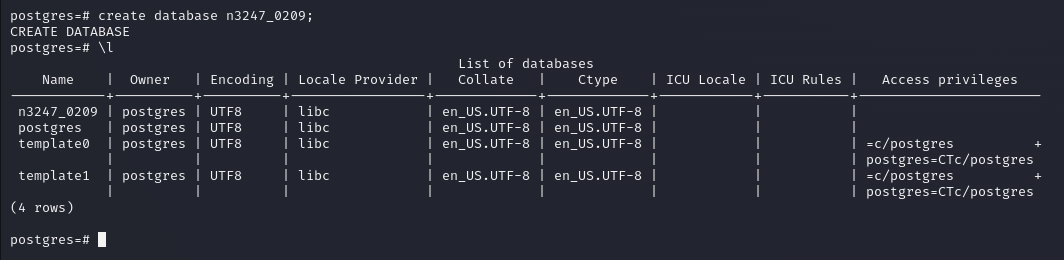 postgres=# create database n3247_0209;
CREATE DATABASE
postgres=# \l
List of databases
Name | Owner | Encoding | Locale Provider | Collate | Ctype | ICU Locale | ICU Rules | Access privileges
n3247_0209 | postgres | UTF8 | libc | en_US.UTF-8 | en_US.UTF-8 | | |
postgres | postgres | UTF8 | libc | en_US.UTF-8 | en_US.UTF-8 | | |
template0 | postgres | UTF8 | libc | en_US.UTF-8 | en_US.UTF-8 | | | =c/postgres +
| | | | | | | | postgres=CTc/postgres
template1 | postgres | UTF8 | libc | en_US.UTF-8 | en_US.UTF-8 | | | =c/postgres +
| | | | | | | | postgres=CTc/postgres
(4 rows)
postgres=#